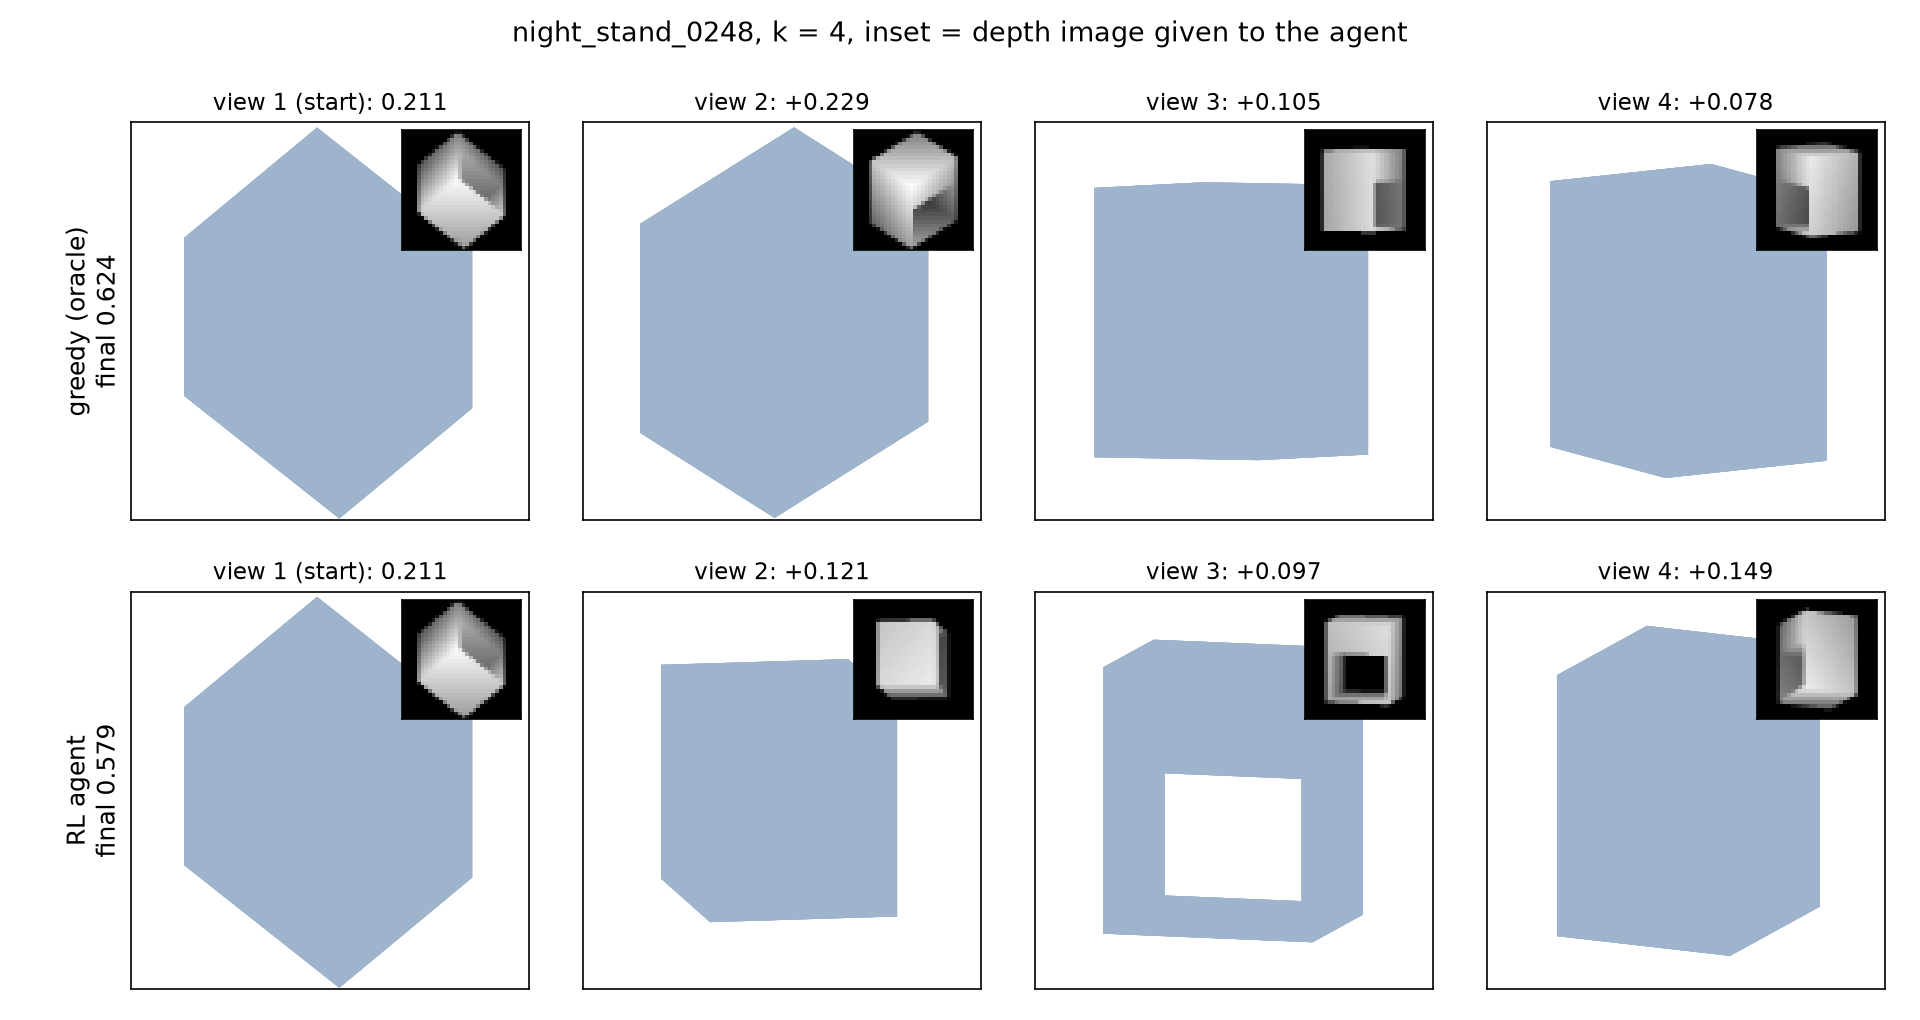 night_stand_0248, k = 4, inset = depth image given to the agent
greedy (oracle)
final 0.624
view 1 (start): 0.211
view 2: +0.229
view 3: +0.105
view 4: +0.078
RL agent
final 0.579
view 1 (start): 0.211
view 2: +0.121
view 3: +0.097
view 4: +0.149